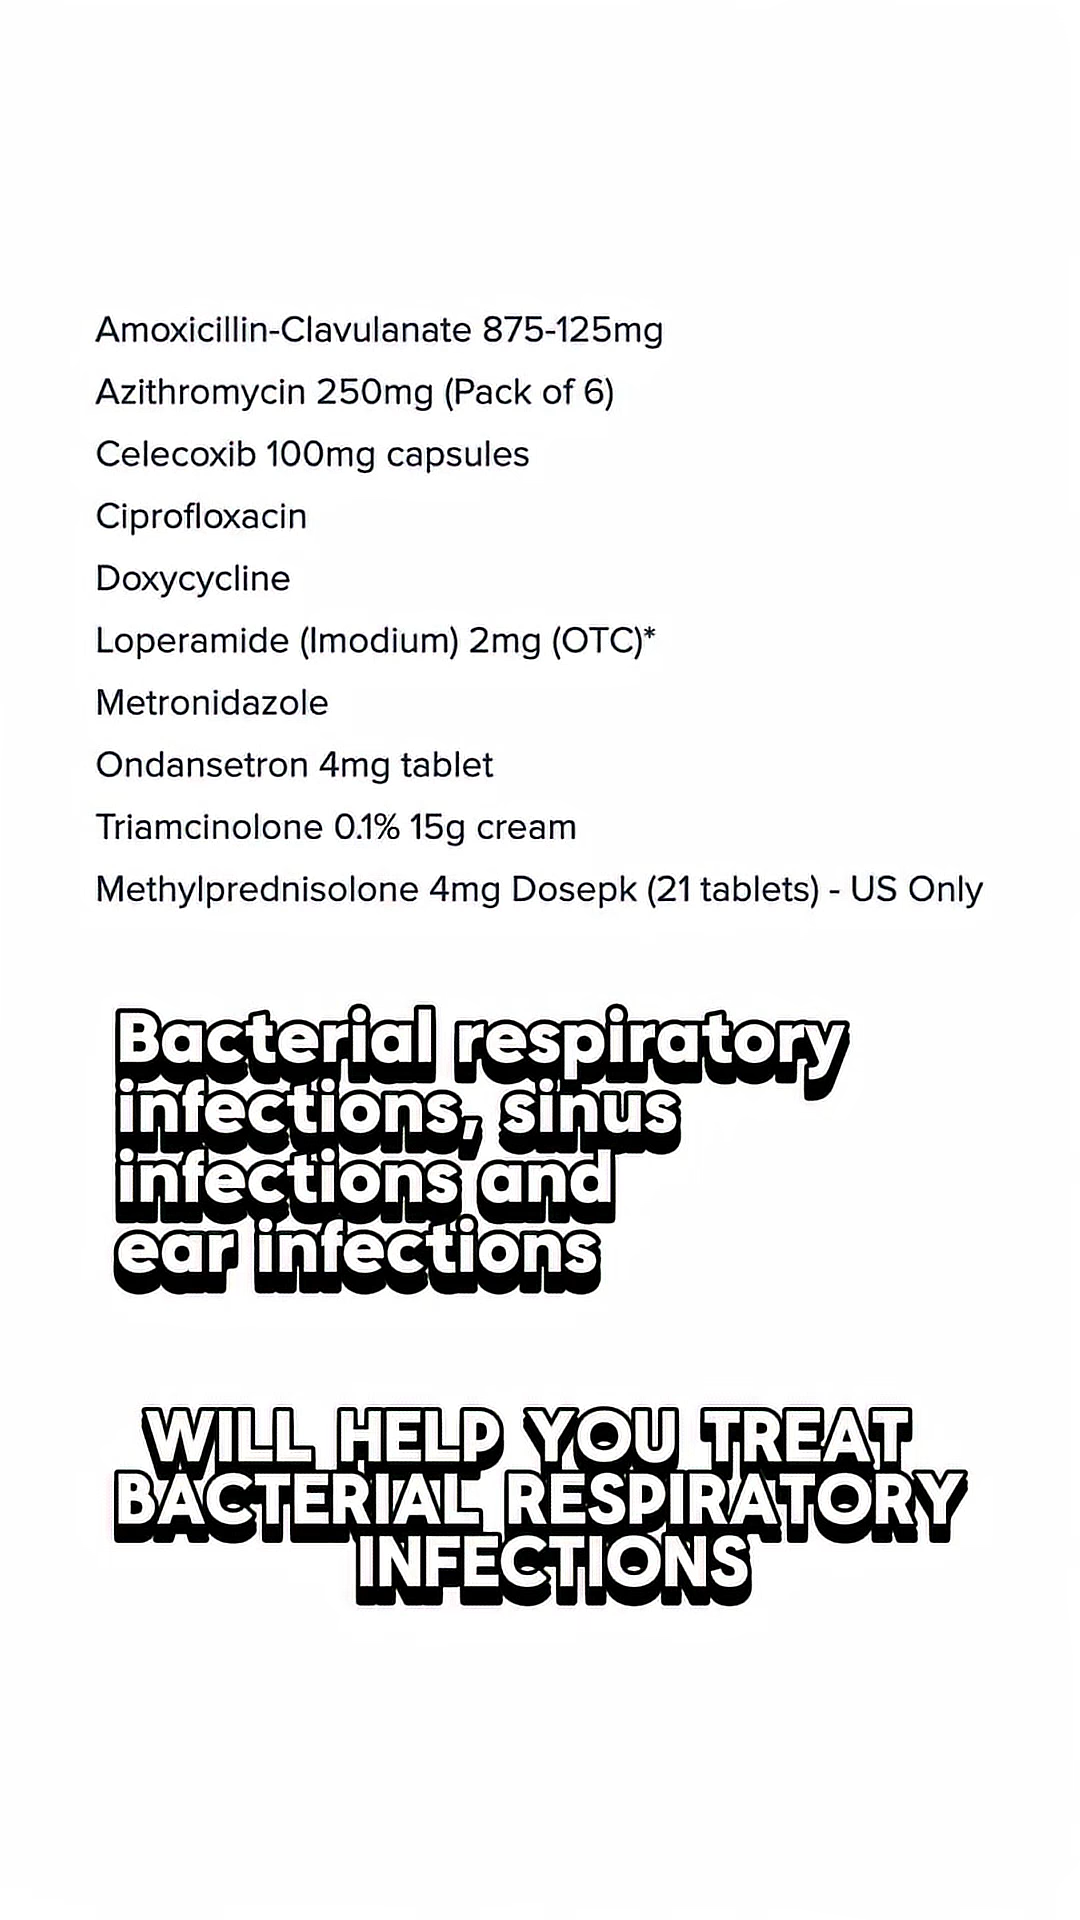 Amoxicillin-Clavulanate 875-125mg
Azithromycin 250mg (Pack of 6)
Celecoxib 100mg capsules
Ciprofloxacin
Doxycycline
Loperamide (Imodium) 2mg (OTC)*
Metronidazole
Ondansetron 4mg tablet
Triamcinolone 0.1% 15g cream
Methylprednisolone 4mg Dosepk (21 tablets) - US Only
Bacterial respiratory
infections, sinus
infections and
ear infections
WILL HELP YOU TREAT
BACTERIAL RESPIRATORY
INFECTIONS